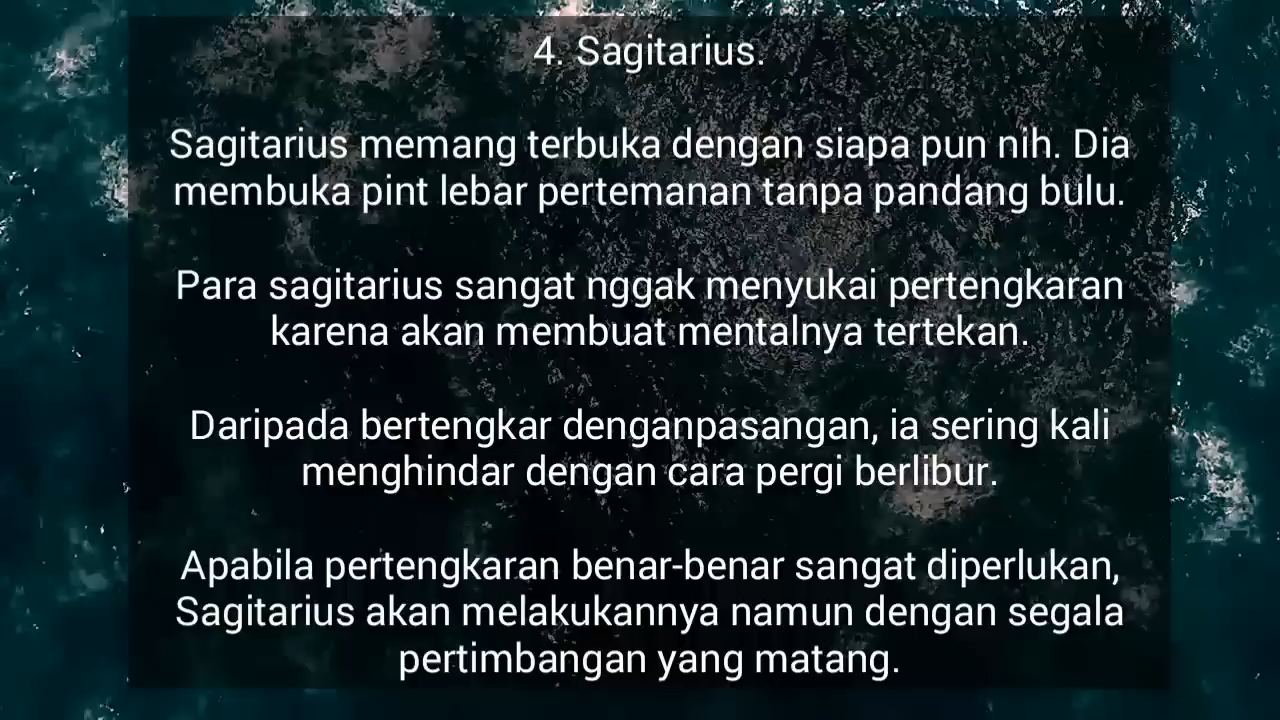 4. Sagitarius.
Sagitarius memang terbuka dengan siapa pun nih. Dia
membuka pint lebar pertemanan tanpa pandang bulu.
Para sagitarius sangat nggak menyukai pertengkaran
karena akan membuat mentalnya tertekan.
Daripada bertengkar denganpasangan, ia sering kali
menghindar dengan cara pergi berlibur.
Apabila pertengkaran benar-benar sangat diperlukan,
Sagitarius akan melakukannya namun dengan segala
pertimbangan yang matang.